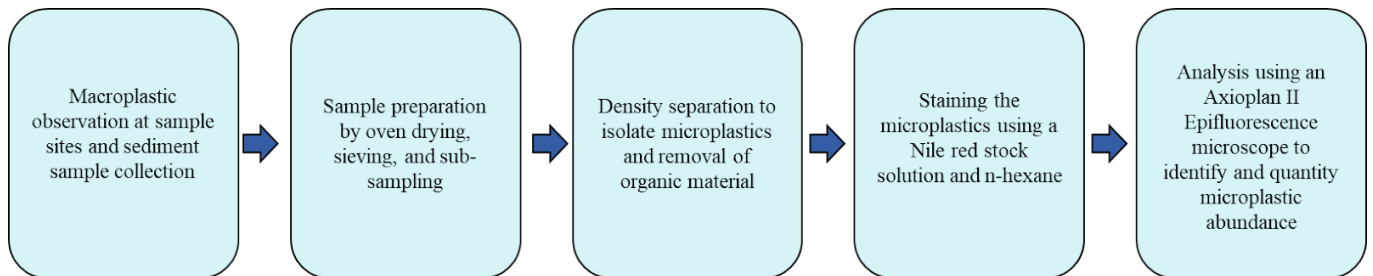 Macroplastic
observation at sample
sites and sediment
sample collection
Sample preparation
by oven drying,
sieving, and sub-
sampling
Density separation to
isolate microplastics
and removal of
organic material
Staining the
microplastics using a
Nile red stock
solution and n-hexane
Analysis using an
Axioplan II
Epifluorescence
microscope to
identify and quantity
microplastic
abundance